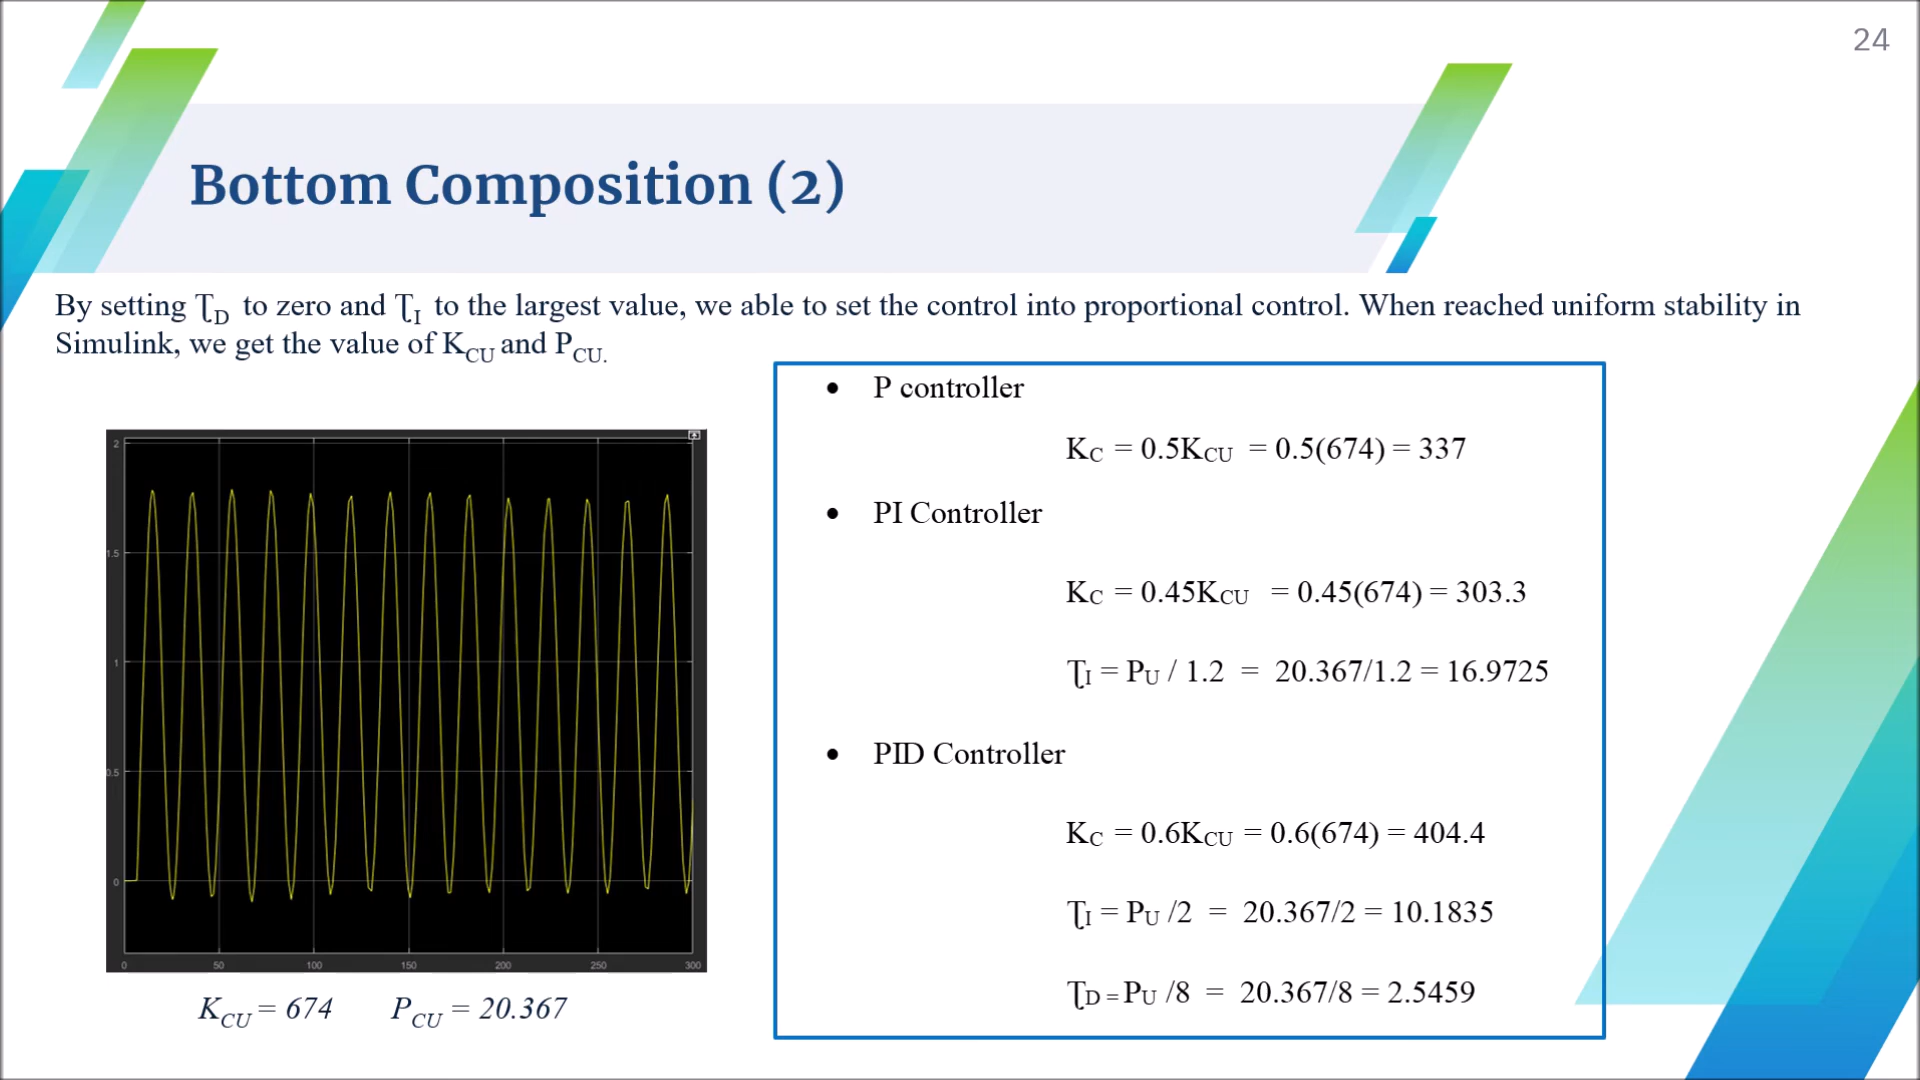 24
Bottom Composition (2)
By setting ƮD to zero and ƮI to the largest value, we able to set the control into proportional control. When reached uniform stability in
Simulink, we get the value of KCU and PCU.
• P controller
KC = 0.5KCU = 0.5(674) = 337
• PI Controller
KC = 0.45KCU = 0.45(674) = 303.3
ƮI = PU / 1.2 = 20.367/1.2 = 16.9725
• PID Controller
KC = 0.6KCU = 0.6(674) = 404.4
ƮI = PU /2 = 20.367/2 = 10.1835
ƮD = PU /8 = 20.367/8 = 2.5459
2
1.5
1
0.5
0
0 50 100 150 200 250 300
KCU = 674 PCU = 20.367